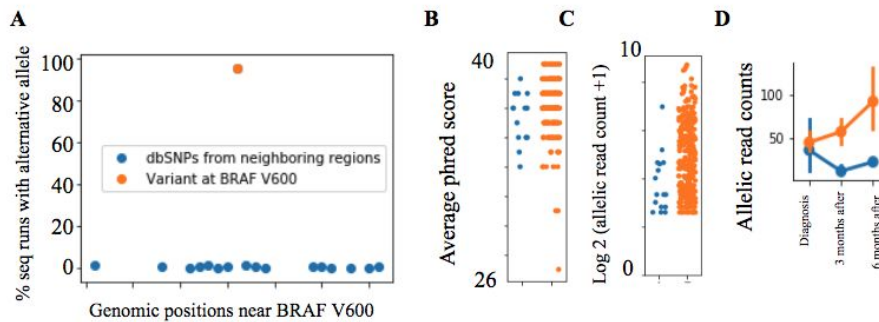 A
% seq runs with alternative allele
100
80
60
40
20
0
dbSNPs from neighboring regions
Variant at BRAF V600
Genomic positions near BRAF V600
B
Average phred score
40
26
C
Log 2 (allelic read count +1)
10
0
D
Allelic read counts
100
50
Diagnosis
3 months after
6 months after